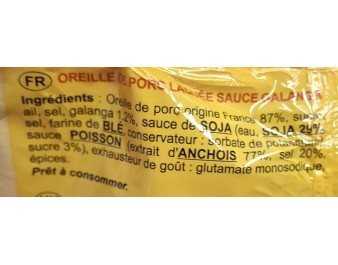 FR OREILLE DE PORC LAQUÉE SAUCE GALANGA
Ingrédients : Oreille de porc origine France 87%, sucre,
ail, sel, galanga 1,2%, sauce de SOJA (eau, SOJA 29%,
sel, farine de BLÉ, conservateur : sorbate de potassium),
sauce POISSON (extrait d'ANCHOIS 77%, sel 20%,
sucre 3%), exhausteur de goût : glutamate monosodique,
épices.
Prêt à consommer.